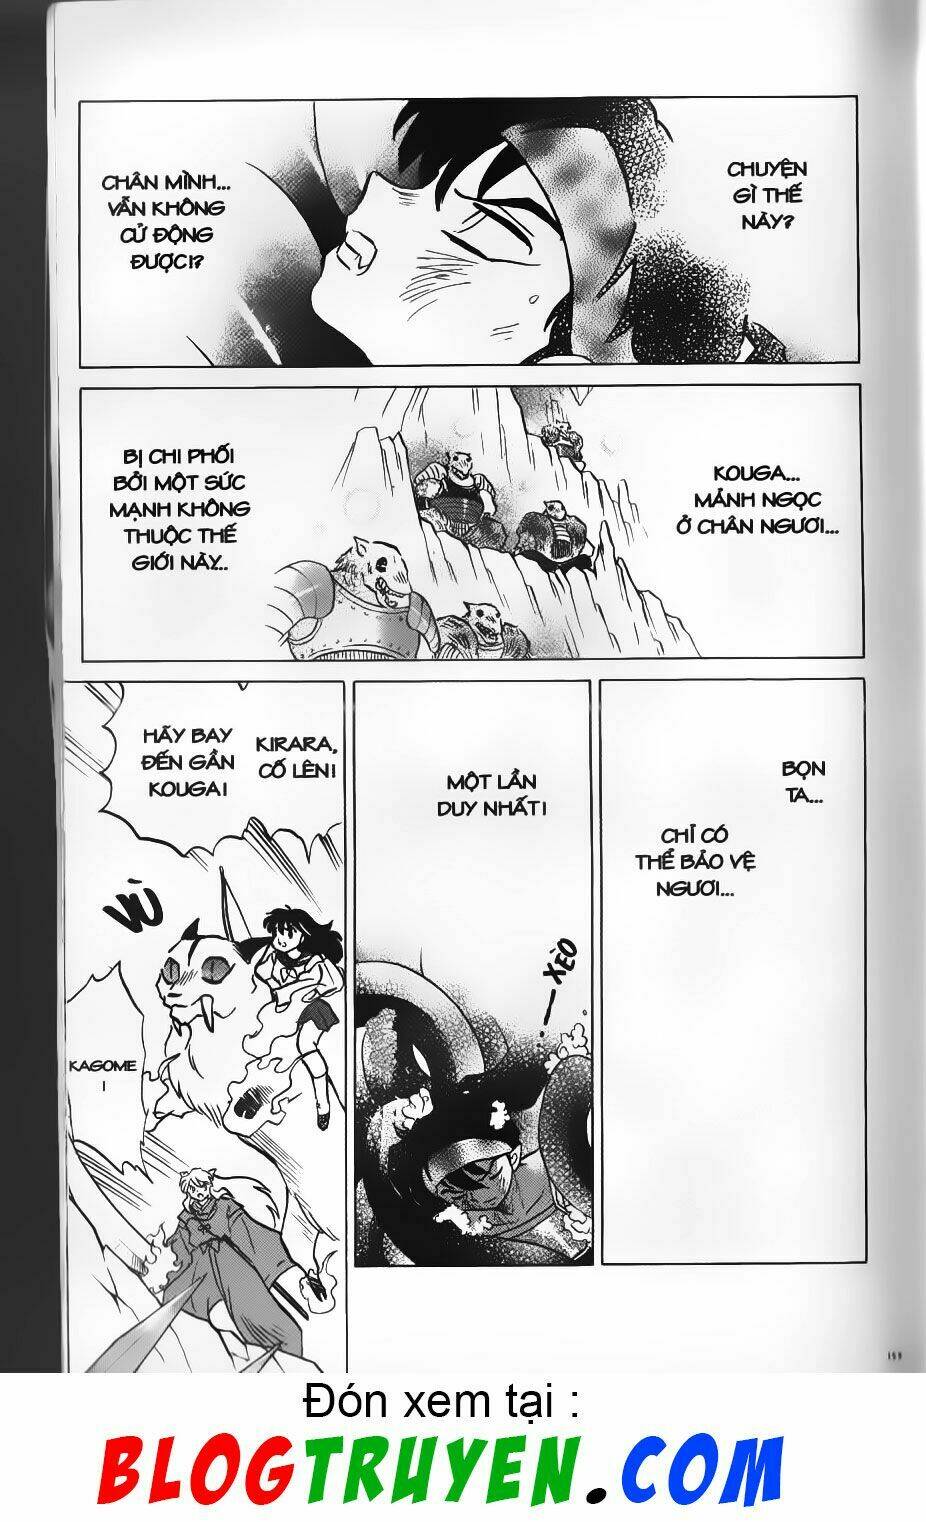 CHUYỆN
GÌ THẾ
NÀY?
CHÂN MÌNH...
VẪN KHÔNG
CỬ ĐỘNG
ĐƯỢC!?
KOUGA...
MẢNH NGỌC
Ở CHÂN NGƯƠI...
BỊ CHI PHỐI
BỞI MỘT SỨC
MẠNH KHÔNG
THUỘC THẾ
GIỚI NÀY...
BỌN
TA...
CHỈ CÓ
THỂ BẢO VỆ
NGƯƠI...
MỘT LẦN
DUY NHẤT!
XÈO
KIRARA,
CỐ LÊN!
HÃY BAY
ĐẾN GẦN
KOUGA!
VÙ
KAGOME
!
159
Đón xem tại :
BLOGTRUYEN.COM